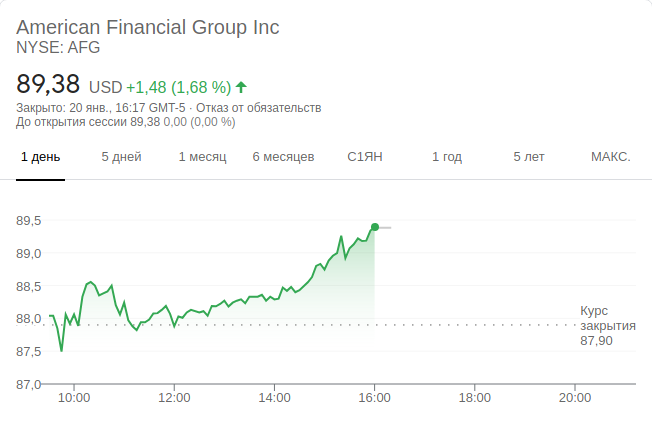 American Financial Group Inc
NYSE: AFG
89,38 USD +1,48 (1,68 %)
Закрыто: 20 янв., 16:17 GMT-5 · Отказ от обязательств
До открытия сессии 89,38 0,00 (0,00 %)
1 день 5 дней 1 месяц 6 месяцев С1ЯН 1 год 5 лет МАКС.
89,5
89,0
88,5
88,0
87,5
87,0
Курс
закрытия
87,90
10:00 12:00 14:00 16:00 18:00 20:00